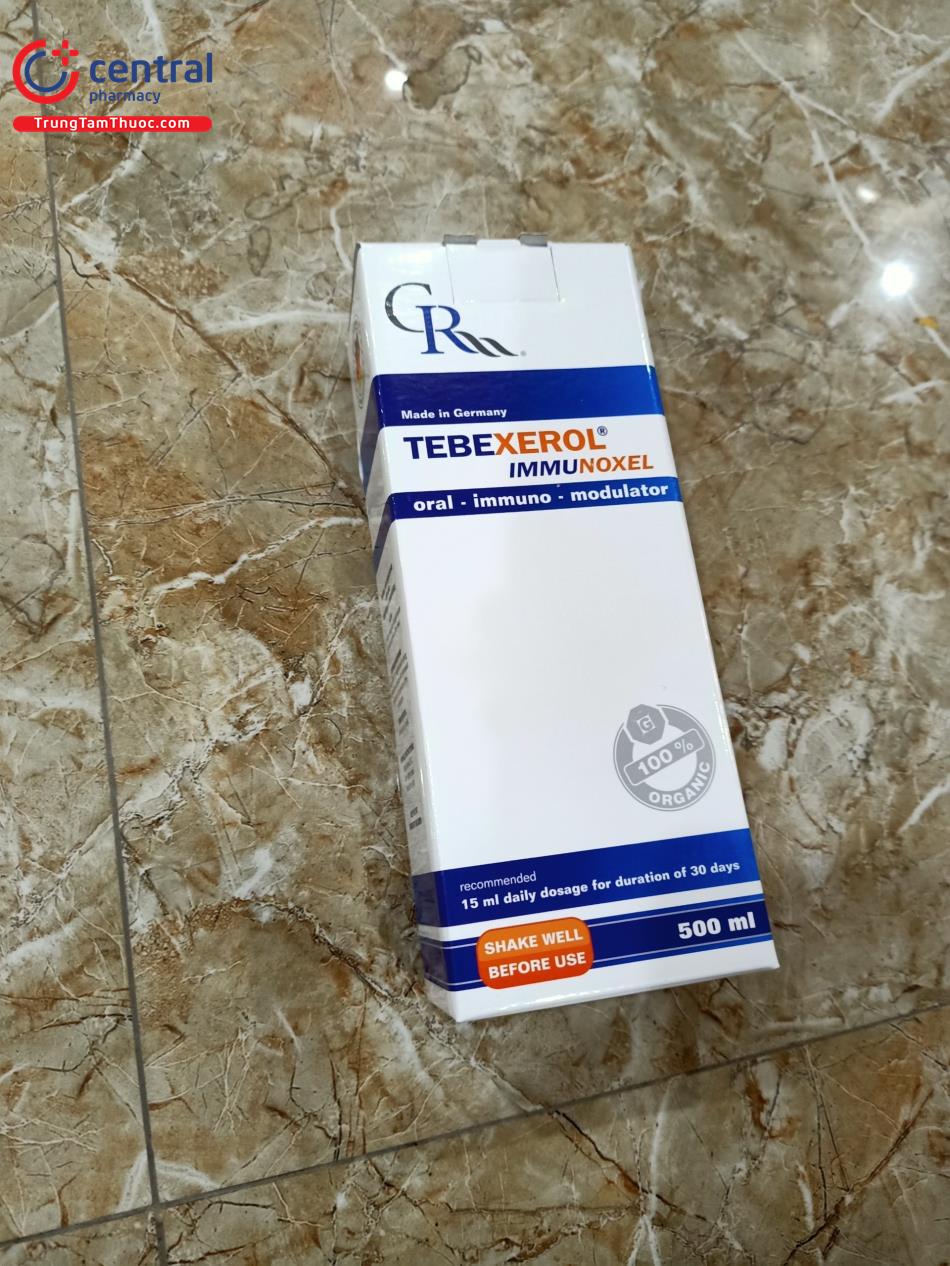 central
pharmacy
TrungTamThuoc.com
CRm
Made in Germany
TEBEXEROL®
IMMUNOXEL
oral - immuno - modulator
G
100 %
ORGANIC
recommended
15 ml daily dosage for duration of 30 days
SHAKE WELL
BEFORE USE
500 ml